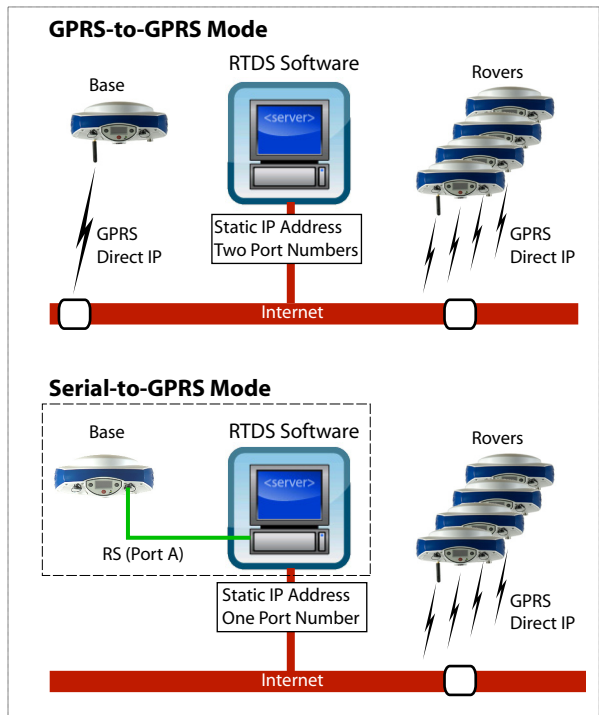 GPRS-to-GPRS Mode
RTDS Software
Base
Rovers
<server>
GPRS
Direct IP
Static IP Address
Two Port Numbers
GPRS
Direct IP
Internet
Serial-to-GPRS Mode
Base
RTDS Software
Rovers
<server>
RS (Port A)
Static IP Address
One Port Number
GPRS
Direct IP
Internet